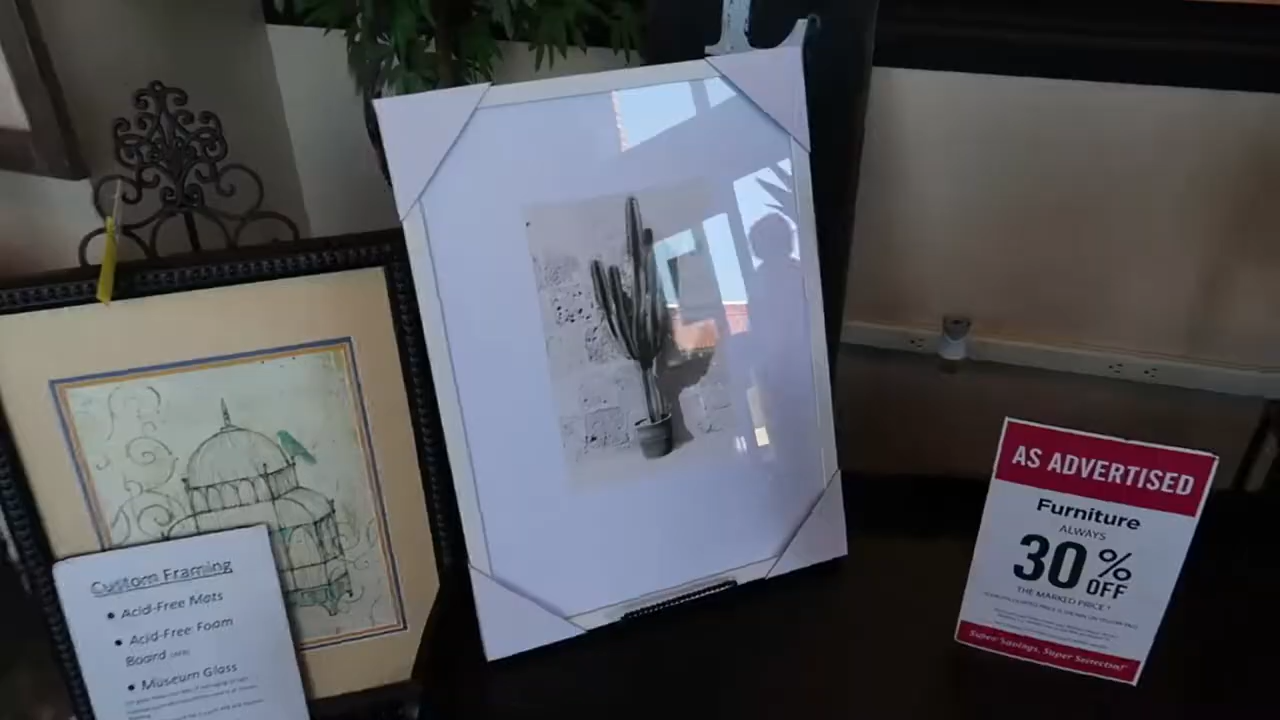 Custom Framing
• Acid-Free Mats
• Acid-Free Foam
Board
• Museum Glass
AS ADVERTISED
Furniture
ALWAYS
30% OFF
THE MARKED PRICE*
Super Savings, Super Selection!